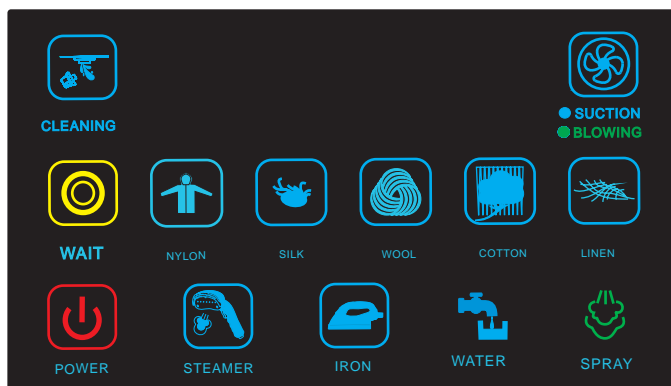 CLEANING
SUCTION
BLOWING
WAIT
NYLON
SILK
WOOL
COTTON
LINEN
POWER
STEAMER
IRON
WATER
SPRAY